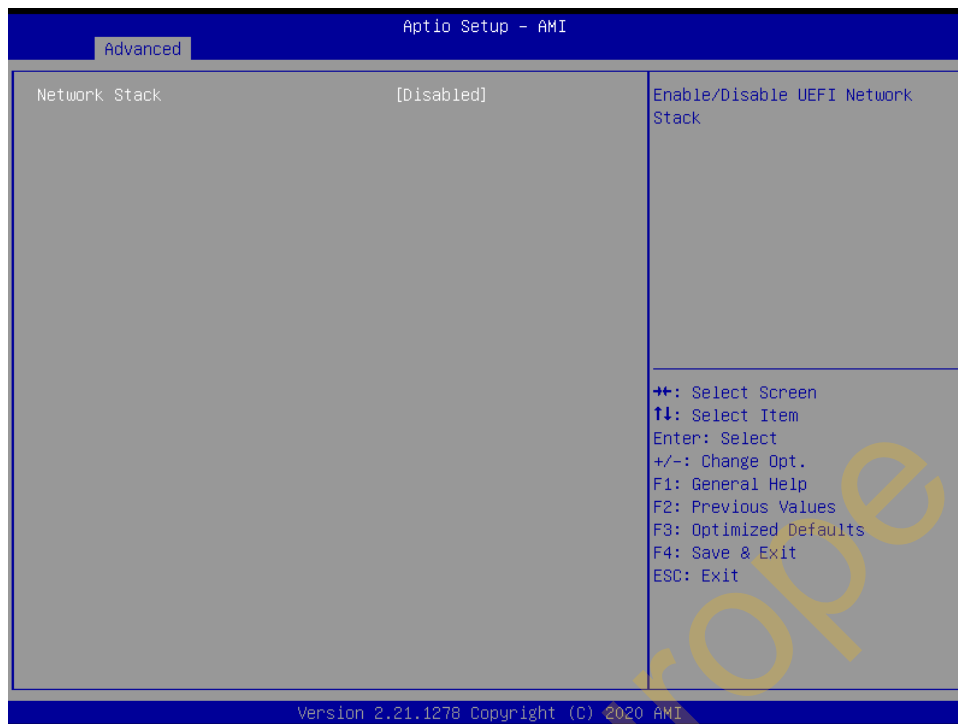 Aptio Setup - AMI
Advanced
Network Stack [Disabled]
Enable/Disable UEFI Network
Stack
→←: Select Screen
↑↓: Select Item
Enter: Select
+/-: Change Opt.
F1: General Help
F2: Previous Values
F3: Optimized Defaults
F4: Save & Exit
ESC: Exit
Version 2.21.1278 Copyright (C) 2020 AMI
rope